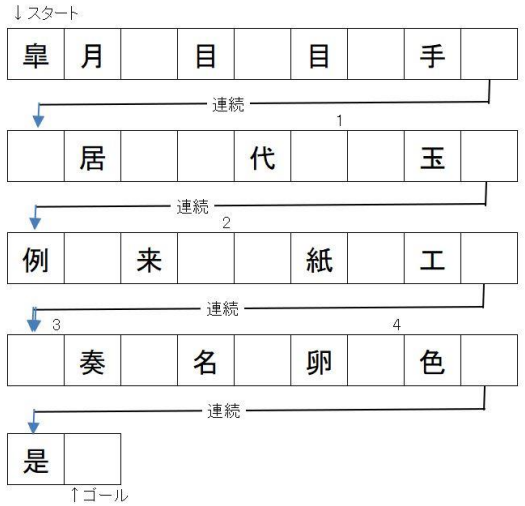 ↓スタート
皐月 目 目 手
連続
1
居 代 玉
連続
2
例 来 紙 工
連続
3 4
奏 名 卵 色
連続
是
↑ゴール